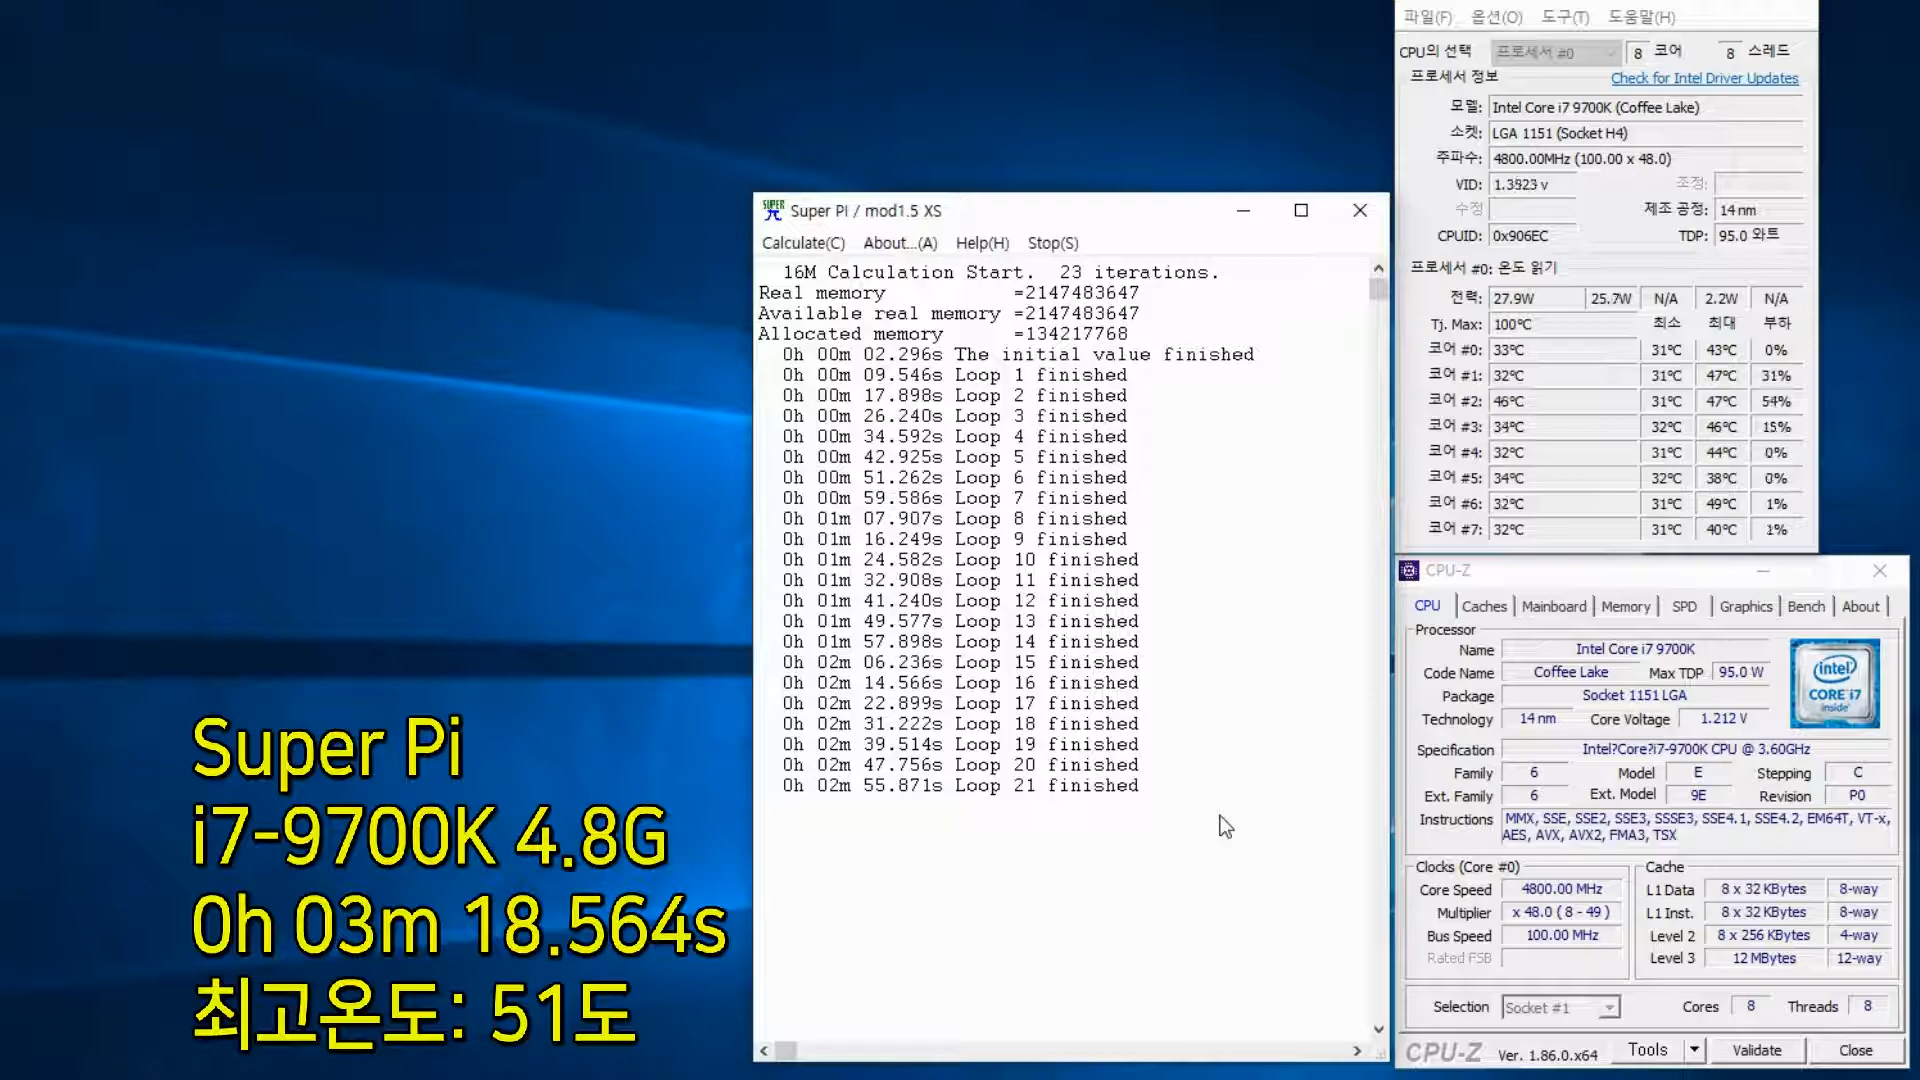 Super Pi
i7-9700K 4.8G
0h 03m 18.564s
최고온도: 51도
Super PI / mod1.5 XS
Calculate(C) About...(A) Help(H) Stop(S)
16M Calculation Start. 23 iterations.
Real memory =2147483647
Available real memory =2147483647
Allocated memory =134217768
0h 00m 02.296s The initial value finished
0h 00m 09.546s Loop 1 finished
0h 00m 17.898s Loop 2 finished
0h 00m 26.240s Loop 3 finished
0h 00m 34.592s Loop 4 finished
0h 00m 42.925s Loop 5 finished
0h 00m 51.262s Loop 6 finished
0h 00m 59.586s Loop 7 finished
0h 01m 07.907s Loop 8 finished
0h 01m 16.249s Loop 9 finished
0h 01m 24.582s Loop 10 finished
0h 01m 32.908s Loop 11 finished
0h 01m 41.240s Loop 12 finished
0h 01m 49.577s Loop 13 finished
0h 01m 57.898s Loop 14 finished
0h 02m 06.236s Loop 15 finished
0h 02m 14.566s Loop 16 finished
0h 02m 22.899s Loop 17 finished
0h 02m 31.222s Loop 18 finished
0h 02m 39.514s Loop 19 finished
0h 02m 47.756s Loop 20 finished
0h 02m 55.871s Loop 21 finished
파일(F) 옵션(O) 도구(T) 도움말(H)
CPU의 선택 프로세서 #0 8 코어 8 스레드
프로세서 정보 Check for Intel Driver Updates
모델: Intel Core i7 9700K (Coffee Lake)
소켓: LGA 1151 (Socket H4)
주파수: 4800.00MHz (100.00 x 48.0)
VID: 1.3523 v 조정:
수정 제조 공정: 14 nm
CPUID: 0x906EC TDP: 95.0 와트
프로세서 #0: 온도 읽기
전력: 27.9W 25.7W N/A 2.2W N/A
Tj. Max: 100℃ 최소 최대 부하
코어 #0: 33℃ 31℃ 43℃ 0%
코어 #1: 32℃ 31℃ 47℃ 31%
코어 #2: 46℃ 31℃ 47℃ 54%
코어 #3: 34℃ 32℃ 46℃ 15%
코어 #4: 32℃ 31℃ 44℃ 0%
코어 #5: 34℃ 32℃ 38℃ 0%
코어 #6: 32℃ 31℃ 49℃ 1%
코어 #7: 32℃ 31℃ 40℃ 1%
CPU-Z
CPU Caches Mainboard Memory SPD Graphics Bench About
Processor
Name Intel Core i7 9700K
Code Name Coffee Lake Max TDP 95.0 W
Package Socket 1151 LGA
Technology 14 nm Core Voltage 1.212 V
intel
CORE i7
inside
Specification Intel?Core?i7-9700K CPU @ 3.60GHz
Family 6 Model E Stepping C
Ext. Family 6 Ext. Model 9E Revision P0
Instructions MMX, SSE, SSE2, SSE3, SSSE3, SSE4.1, SSE4.2, EM64T, VT-x,
AES, AVX, AVX2, FMA3, TSX
Clocks (Core #0) Cache
Core Speed 4800.00 MHz L1 Data 8 x 32 KBytes 8-way
Multiplier x 48.0 ( 8 - 49 ) L1 Inst. 8 x 32 KBytes 8-way
Bus Speed 100.00 MHz Level 2 8 x 256 KBytes 4-way
Rated FSB Level 3 12 MBytes 12-way
Selection Socket #1 Cores 8 Threads 8
CPU-Z Ver. 1.86.0.x64 Tools Validate Close